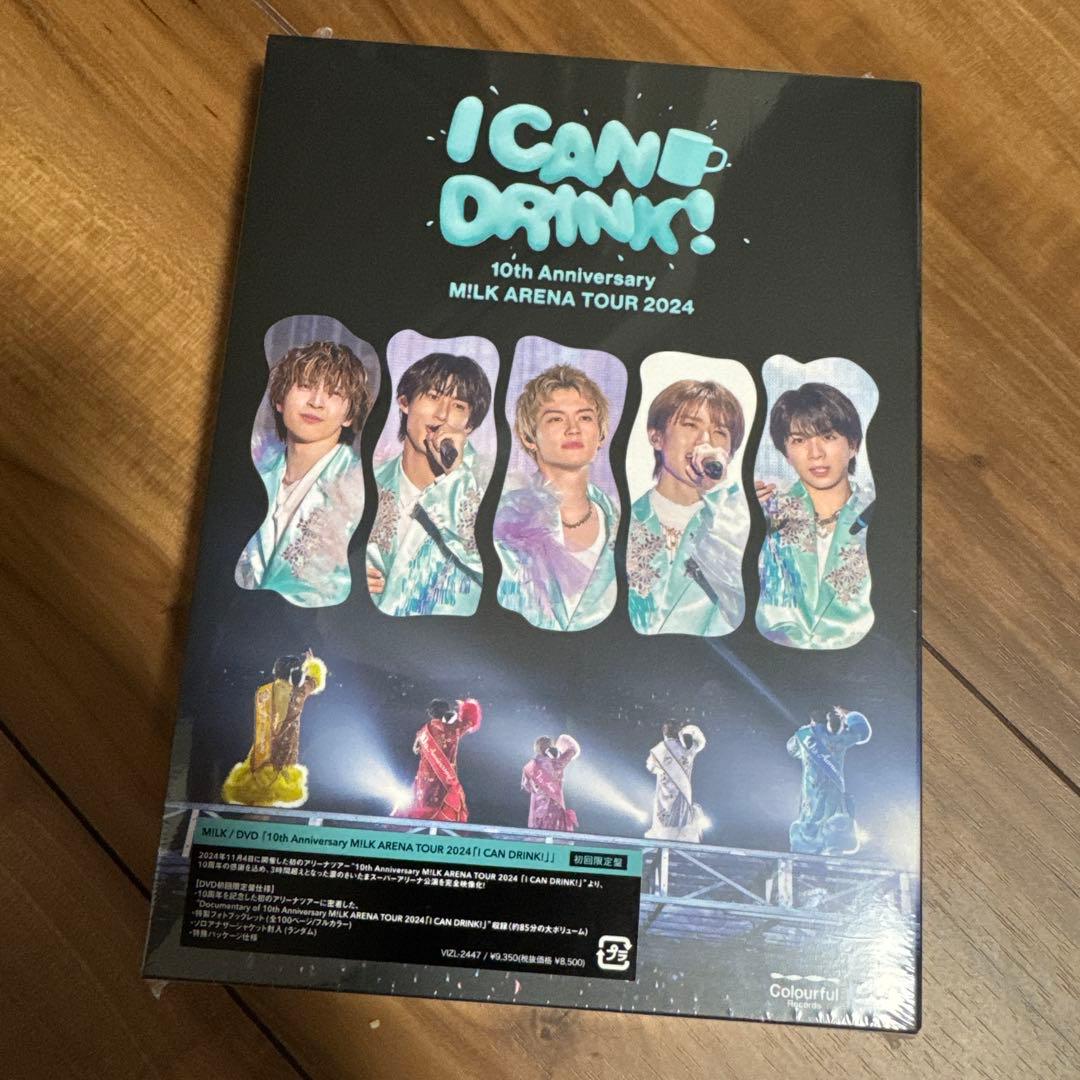 I CAN
DRINK!
10th Anniversary
M!LK ARENA TOUR 2024
M!LK / DVD 「10th Anniversary M!LK ARENA TOUR 2024「I CAN DRINK!」」 初回限定盤
2024年11月4日に開催した初のアリーナツアー"10th Anniversary M!LK ARENA TOUR 2024 「I CAN DRINK!」"より、
10周年の感謝を込め、3時間超えとなった涙のさいたまスーパーアリーナ公演を完全映像化!
[DVD初回限定盤仕様]
・10周年を記念した初のアリーナツアーに密着した、
"Documentary of 10th Anniversary M!LK ARENA TOUR 2024「I CAN DRINK!」" 収録(約85分の大ボリューム)
・特製フォトブックレット(全100ページ/フルカラー)
・ソロアナザージャケット封入(ランダム)
・特殊パッケージ仕様
VIZL-2447 / ¥9,350(税抜価格 ¥8,500)
プラ
Colourful
Records